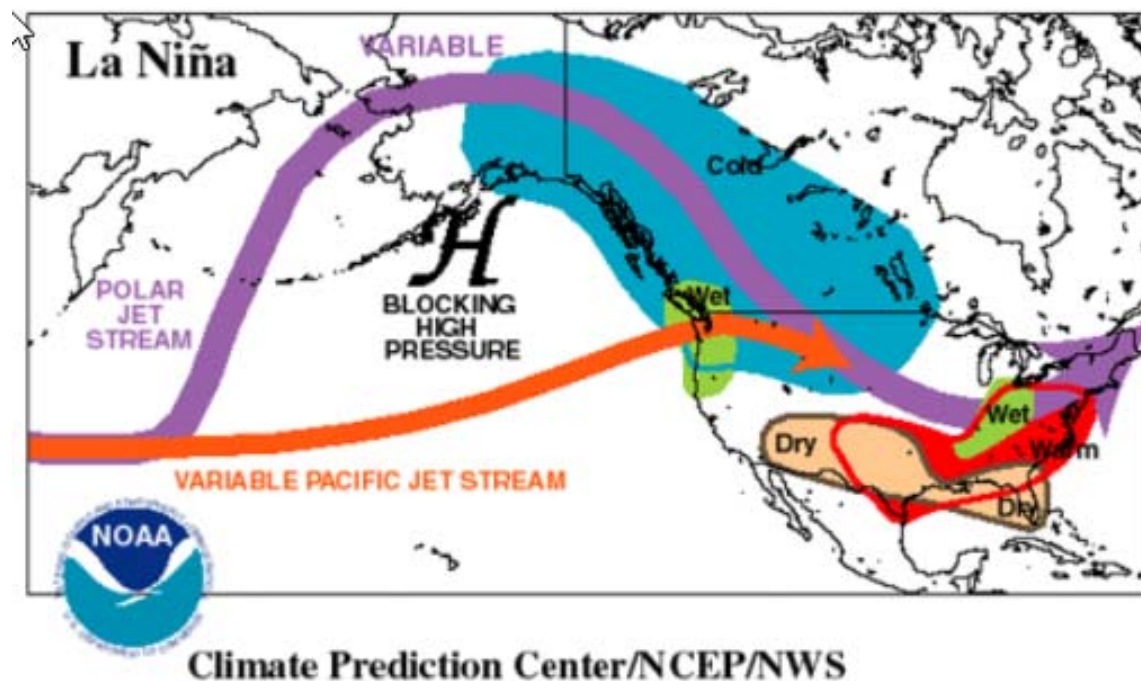 La Niña
VARIABLE
Cold
POLAR
JET
STREAM
H
BLOCKING
HIGH
PRESSURE
Wet
Wet
Dry
Warm
Dry
VARIABLE PACIFIC JET STREAM
NOAA
Climate Prediction Center/NCEP/NWS